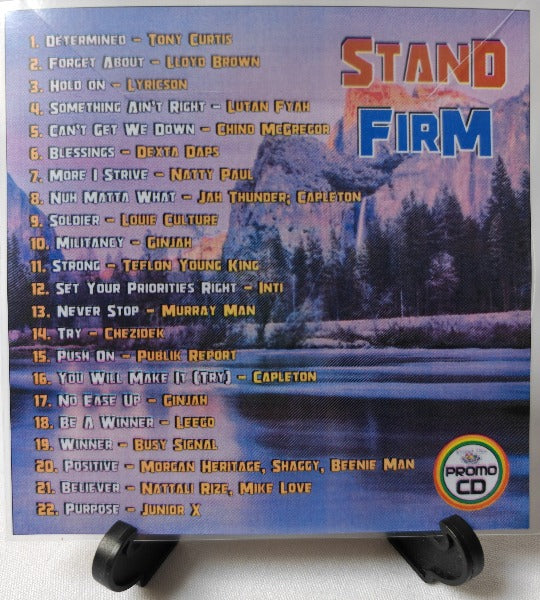 STAND
FIRM
1. DETERMINED – TONY CURTIS
2. FORGET ABOUT – LLOYD BROWN
3. HOLD ON – LYRICSON
4. SOMETHING AIN'T RIGHT – LUTAN FYAH
5. CAN'T GET WE DOWN – CHINO MCGREGOR
6. BLESSINGS – DEXTA DAPS
7. MORE I STRIVE – NATTY PAUL
8. NUH MATTA WHAT – JAH THUNDER; CAPLETON
9. SOLDIER – LOUIE CULTURE
10. MILITANCY – GINJAH
11. STRONG – TEFLON YOUNG KING
12. SET YOUR PRIORITIES RIGHT – INTI
13. NEVER STOP – MURRAY MAN
14. TRY – CHEZIDEK
15. PUSH ON – PUBLIK REPORT
16. YOU WILL MAKE IT (TRY) – CAPLETON
17. NO EASE UP – GINJAH
18. BE A WINNER – LEEGO
19. WINNER – BUSY SIGNAL
20. POSITIVE – MORGAN HERITAGE, SHAGGY, BEENIE MAN
21. BELIEVER – NATTALI RIZE, MIKE LOVE
22. PURPOSE – JUNIOR X
PROMO
CD